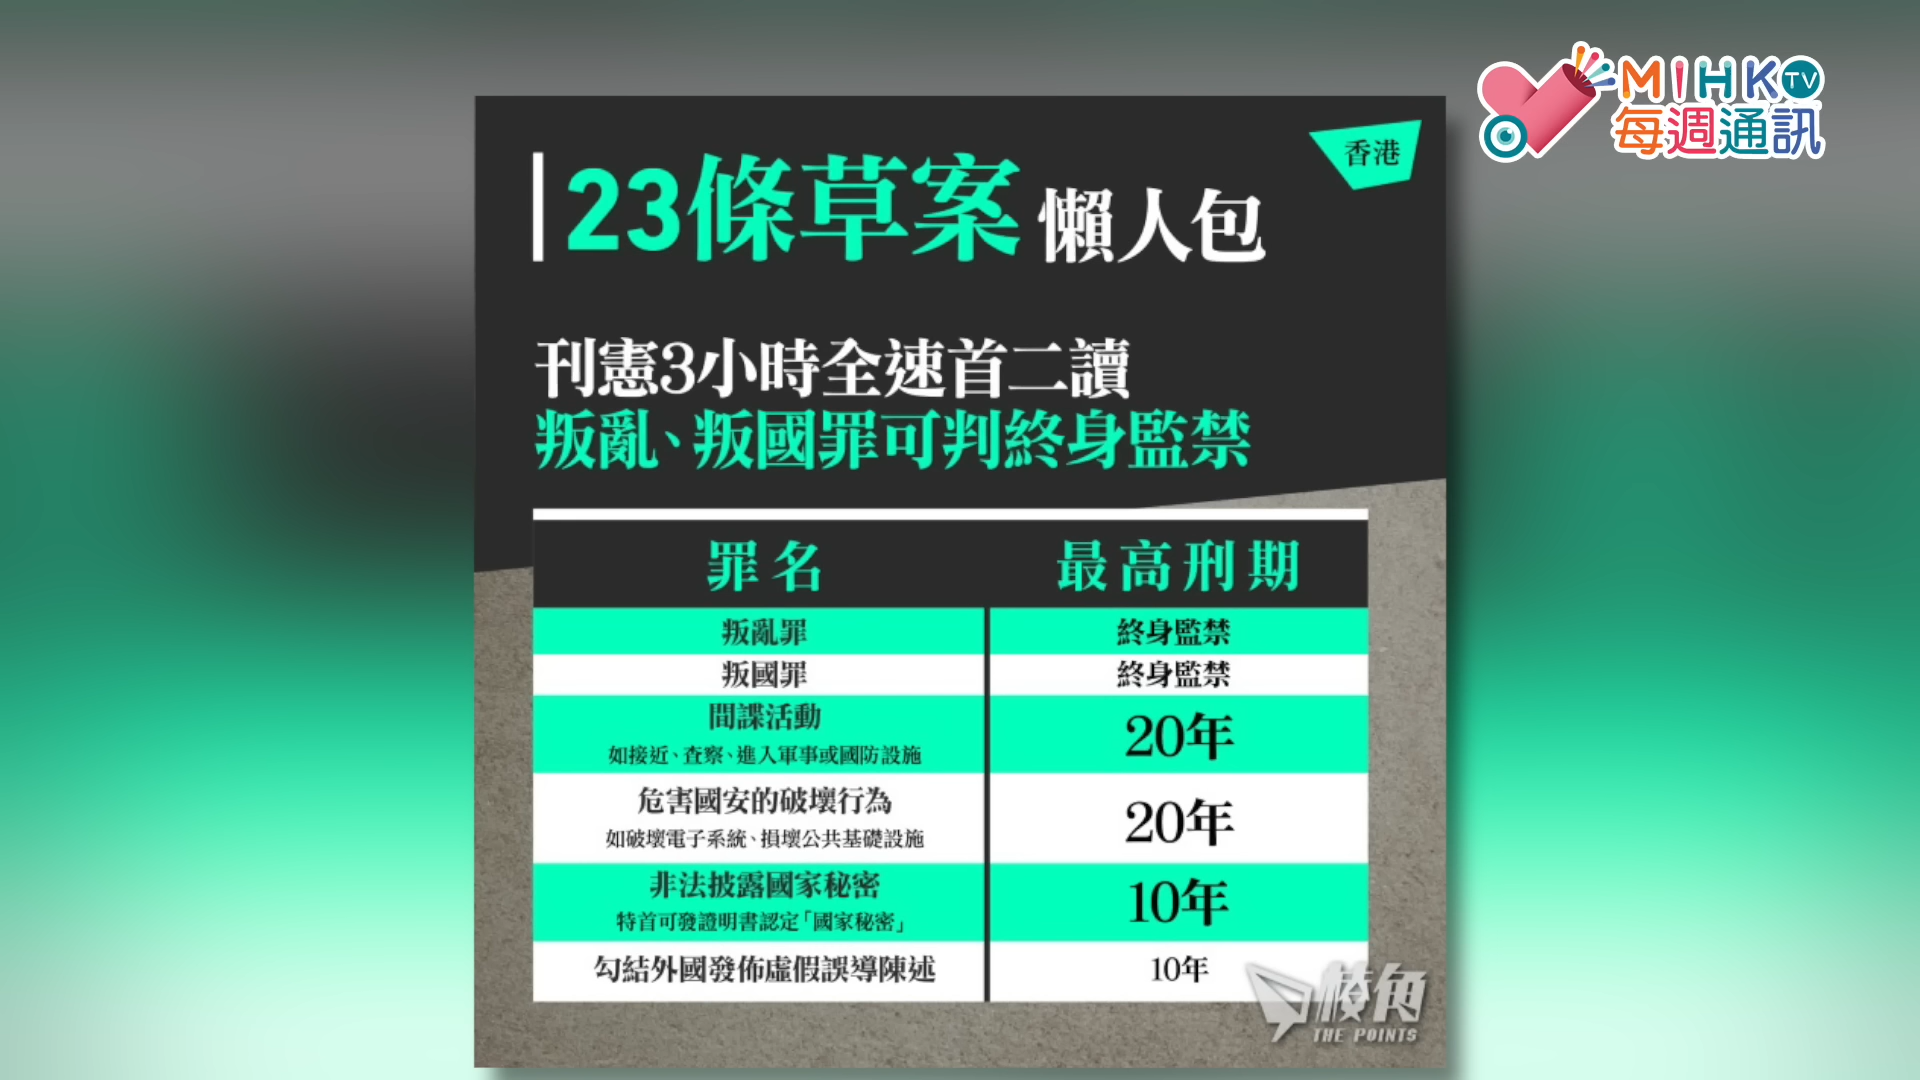 MIHK TV
每週通訊
香港
23條草案 懶人包
刊憲3小時全速首二讀
叛亂、叛國罪可判終身監禁
罪名 最高刑期
叛亂罪 終身監禁
叛國罪 終身監禁
間諜活動
如接近、查察、進入軍事或國防設施
20年
危害國安的破壞行為
如破壞電子系統、損壞公共基礎設施
20年
非法披露國家秘密
特首可發證明書認定「國家秘密」
10年
勾結外國發佈虛假誤導陳述 10年
棱角
THE POINTS